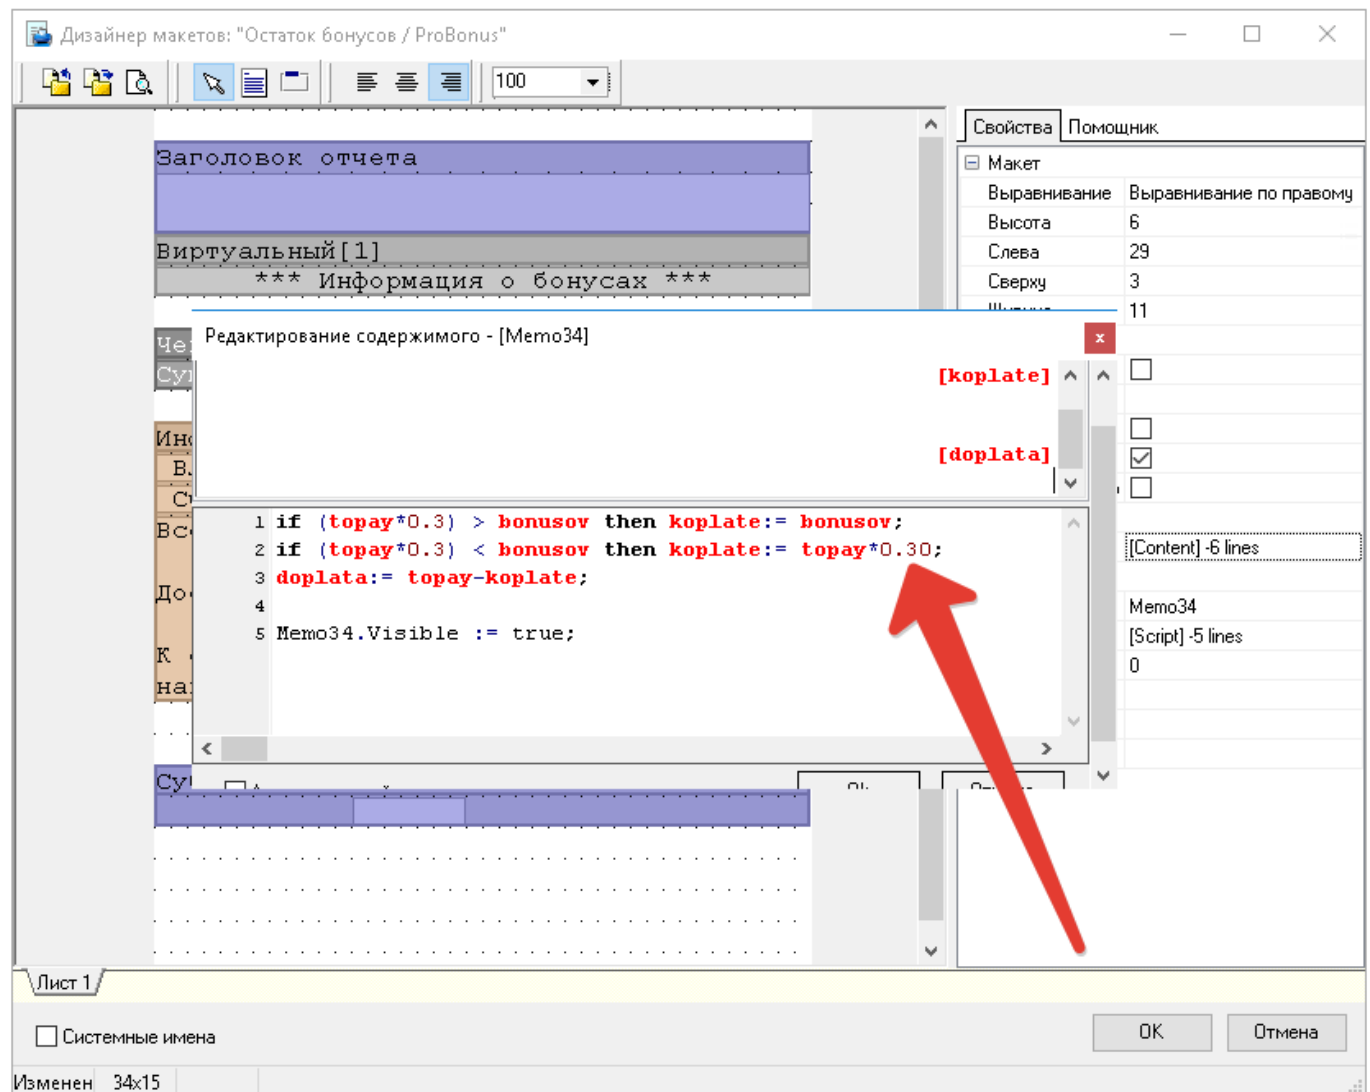 Дизайнер макетов: "Остаток бонусов / ProBonus"
100
Свойства Помощник
Заголовок отчета
Макет
Выравнивание Выравнивание по правому
Высота 6
Виртуальный[1]
Слева 29
*** Информация о бонусах ***
Сверху 3
11
Редактирование содержимого - [Memo34]
[koplate]
[doplata]
1 if (topay*0.3) > bonusov then koplate:= bonusov;
2 if (topay*0.3) < bonusov then koplate:= topay*0.30;
[Content] -6 lines
3 doplata:= topay-koplate;
4
Memo34
5 Memo34.Visible := true;
[Script] -5 lines
К
0
Лист 1
Системные имена
OK Отмена
Изменен 34x15